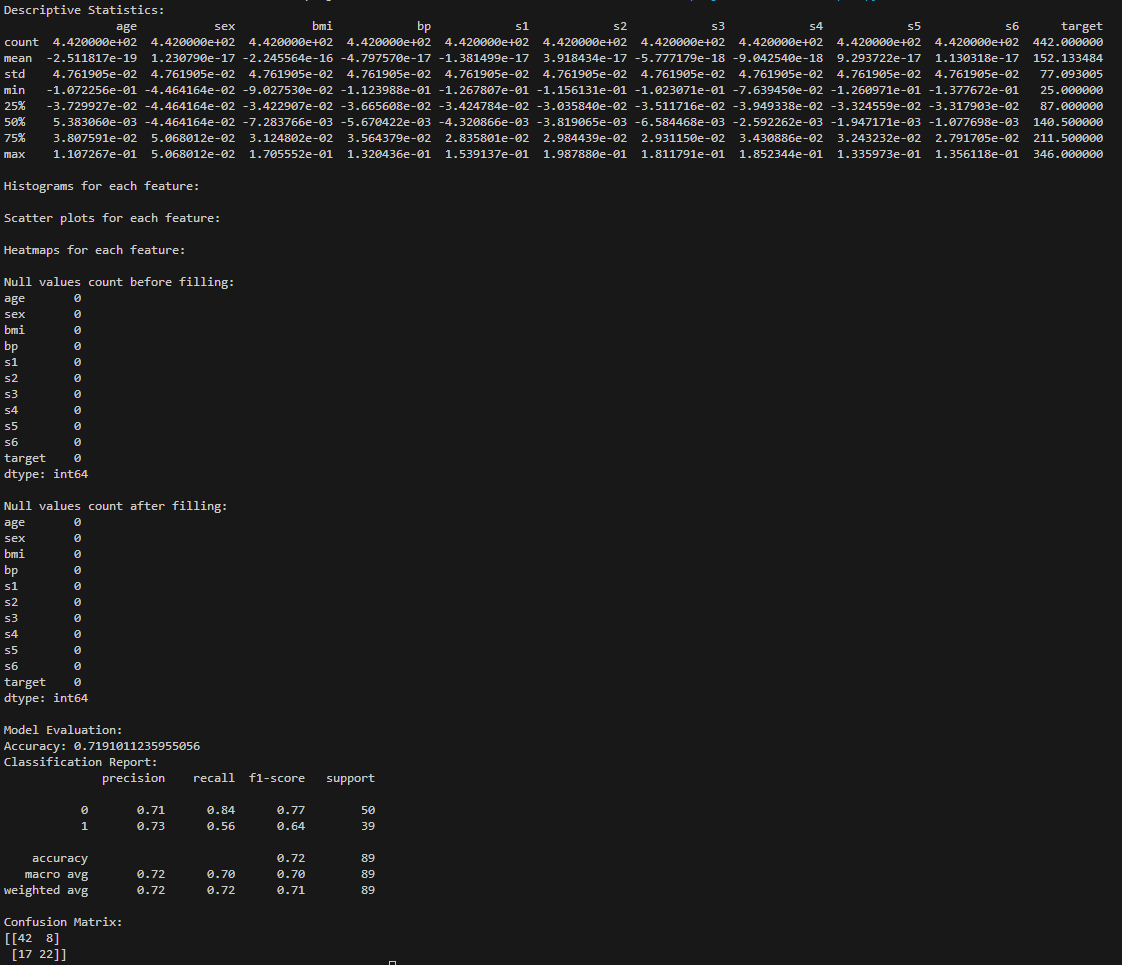 Descriptive Statistics:
                age           sex           bmi            bp            s1            s2            s3            s4            s5            s6      target
count  4.420000e+02  4.420000e+02  4.420000e+02  4.420000e+02  4.420000e+02  4.420000e+02  4.420000e+02  4.420000e+02  4.420000e+02  4.420000e+02  442.000000
mean  -2.511817e-19  1.230790e-17 -2.245564e-16 -4.797570e-17 -1.381499e-17  3.918434e-17 -5.777179e-18 -9.042540e-18  9.293722e-17  1.130318e-17  152.133484
std    4.761905e-02  4.761905e-02  4.761905e-02  4.761905e-02  4.761905e-02  4.761905e-02  4.761905e-02  4.761905e-02  4.761905e-02  4.761905e-02   77.093005
min   -1.072256e-01 -4.464164e-02 -9.027530e-02 -1.123988e-01 -1.267807e-01 -1.156131e-01 -1.023071e-01 -7.639450e-02 -1.260971e-01 -1.377672e-01   25.000000
25%   -3.729927e-02 -4.464164e-02 -3.422907e-02 -3.665608e-02 -3.424784e-02 -3.035840e-02 -3.511716e-02 -3.949338e-02 -3.324559e-02 -3.317903e-02   87.000000
50%    5.383060e-03 -4.464164e-02 -7.283766e-03 -5.670422e-03 -4.320866e-03 -3.819065e-03 -6.584468e-03 -2.592262e-03 -1.947171e-03 -1.077698e-03  140.500000
75%    3.807591e-02  5.068012e-02  3.124802e-02  3.564379e-02  2.835801e-02  2.984439e-02  2.931150e-02  3.430886e-02  3.243232e-02  2.791705e-02  211.500000
max    1.107267e-01  5.068012e-02  1.705552e-01  1.320436e-01  1.539137e-01  1.987880e-01  1.811791e-01  1.852344e-01  1.335973e-01  1.356118e-01  346.000000

Histograms for each feature:

Scatter plots for each feature:

Heatmaps for each feature:

Null values count before filling:
age       0
sex       0
bmi       0
bp        0
s1        0
s2        0
s3        0
s4        0
s5        0
s6        0
target    0
dtype: int64

Null values count after filling:
age       0
sex       0
bmi       0
bp        0
s1        0
s2        0
s3        0
s4        0
s5        0
s6        0
target    0
dtype: int64

Model Evaluation:
Accuracy: 0.7191011235955056
Classification Report:
              precision    recall  f1-score   support

           0       0.71      0.84      0.77        50
           1       0.73      0.56      0.64        39

    accuracy                           0.72        89
   macro avg       0.72      0.70      0.70        89
weighted avg       0.72      0.72      0.71        89

Confusion Matrix:
[[42  8]
 [17 22]]